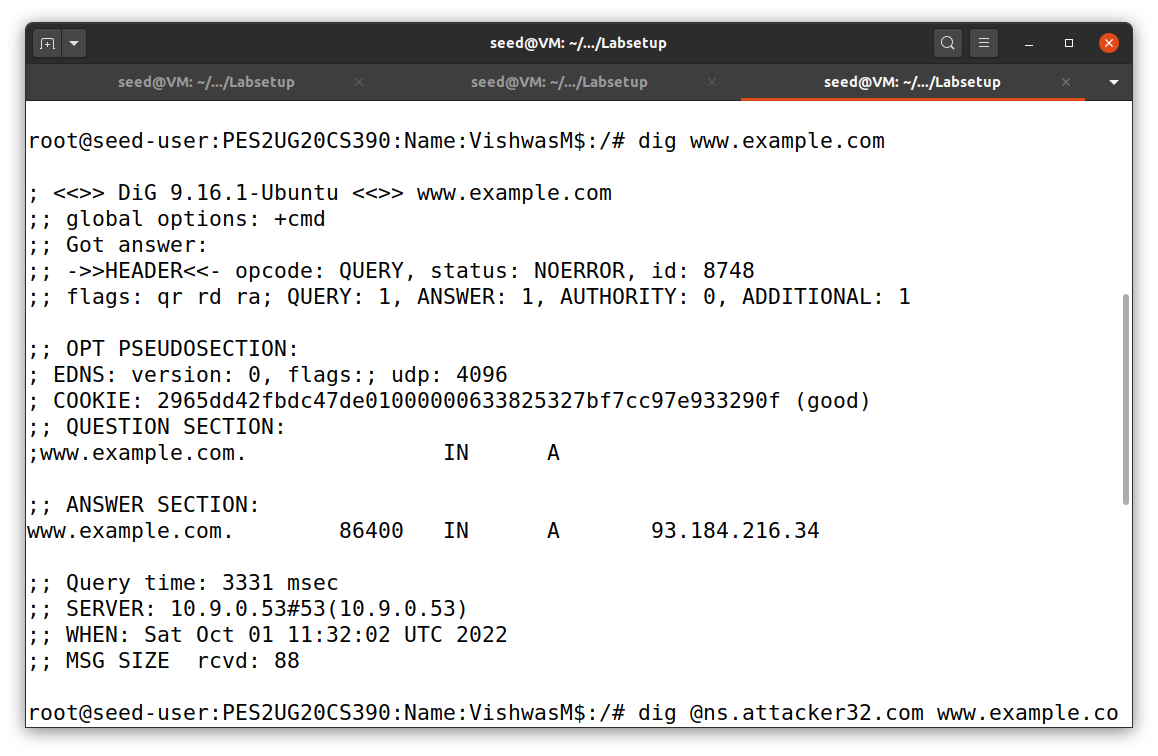 seed@VM: ~/.../Labsetup
seed@VM: ~/.../Labsetup
seed@VM: ~/.../Labsetup
seed@VM: ~/.../Labsetup
root@seed-user:PES2UG20CS390:Name:VishwasM$:/# dig www.example.com
; <<>> DiG 9.16.1-Ubuntu <<>> www.example.com
;; global options: +cmd
;; Got answer:
;; ->>HEADER<<- opcode: QUERY, status: NOERROR, id: 8748
;; flags: qr rd ra; QUERY: 1, ANSWER: 1, AUTHORITY: 0, ADDITIONAL: 1
;; OPT PSEUDOSECTION:
; EDNS: version: 0, flags:; udp: 4096
; COOKIE: 2965dd42fbdc47de01000000633825327bf7cc97e933290f (good)
;; QUESTION SECTION:
;www.example.com. IN A
;; ANSWER SECTION:
www.example.com. 86400 IN A 93.184.216.34
;; Query time: 3331 msec
;; SERVER: 10.9.0.53#53(10.9.0.53)
;; WHEN: Sat Oct 01 11:32:02 UTC 2022
;; MSG SIZE  rcvd: 88
root@seed-user:PES2UG20CS390:Name:VishwasM$:/# dig @ns.attacker32.com www.example.co